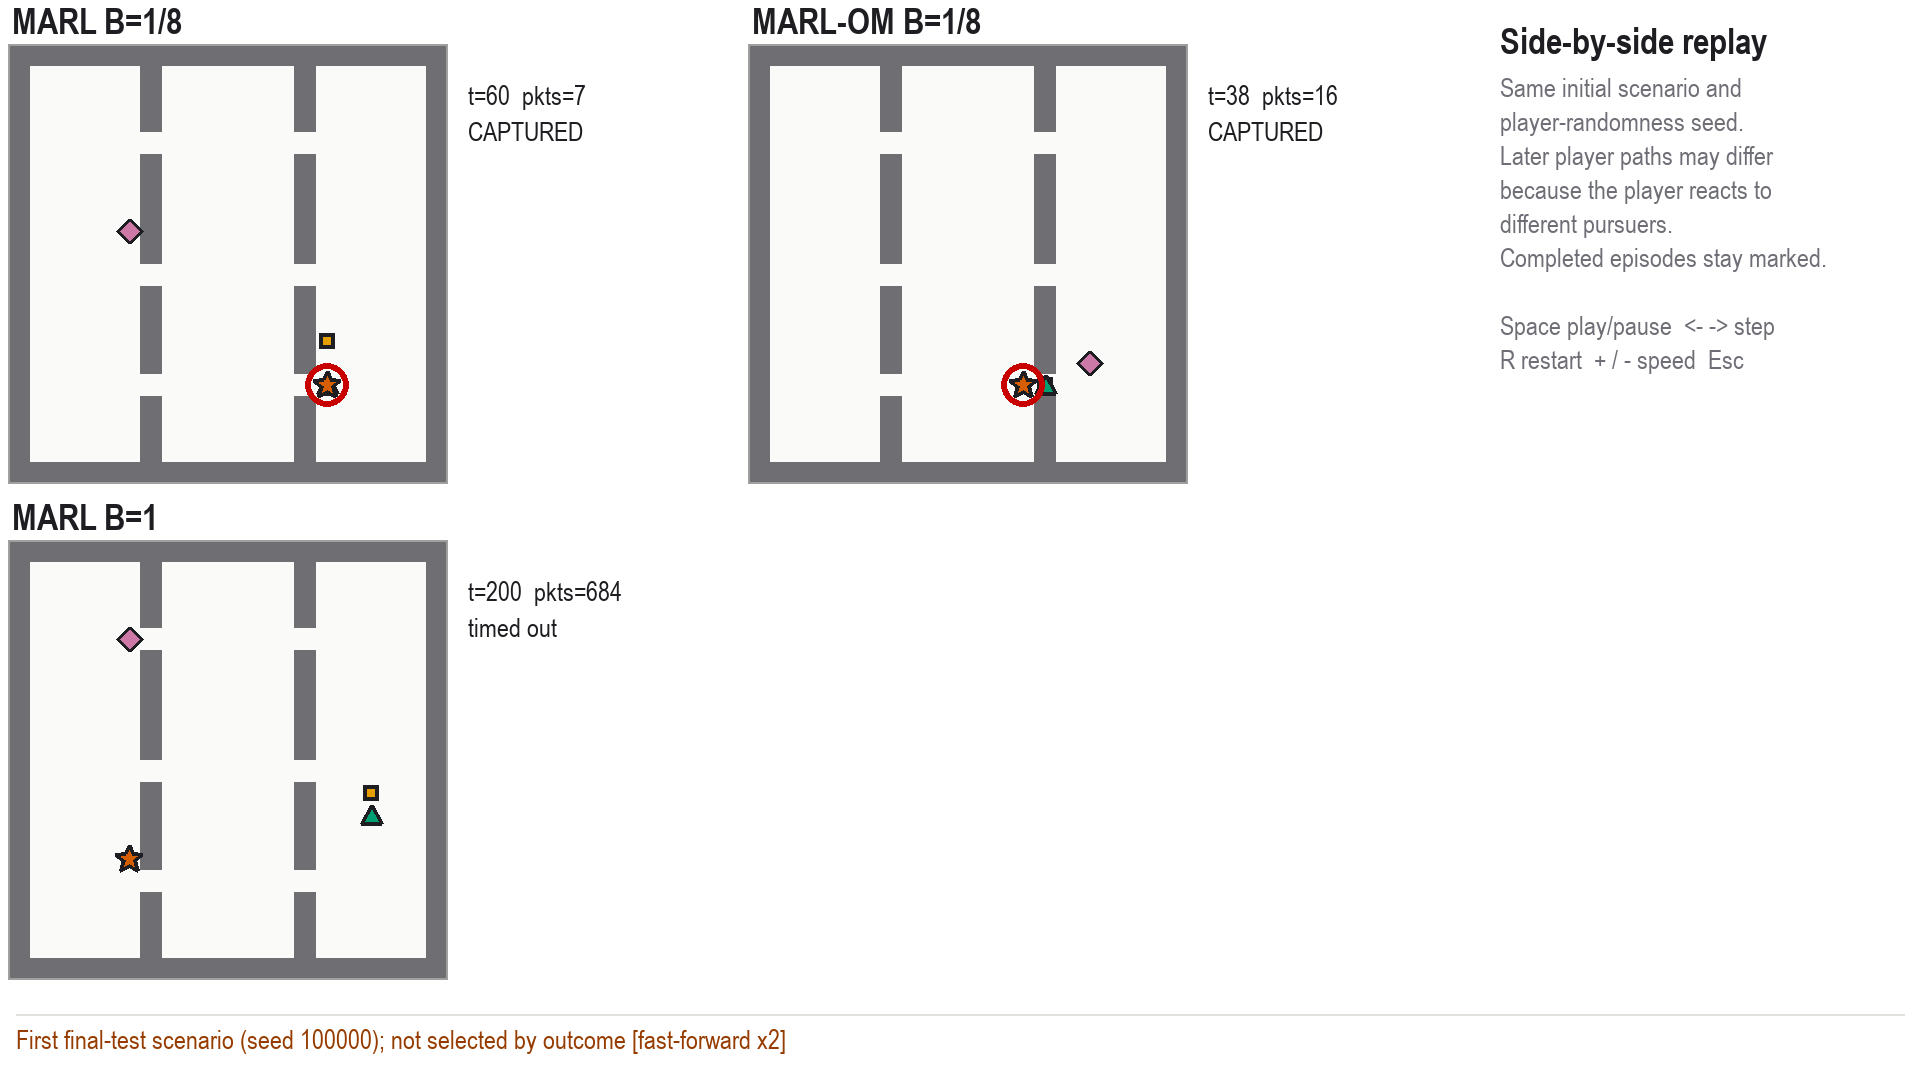 MARL B=1/8
t=60 pkts=7
CAPTURED
MARL-OM B=1/8
t=38 pkts=16
CAPTURED
Side-by-side replay
Same initial scenario and
player-randomness seed.
Later player paths may differ
because the player reacts to
different pursuers.
Completed episodes stay marked.
Space play/pause <- -> step
R restart + / - speed Esc
MARL B=1
t=200 pkts=684
timed out
First final-test scenario (seed 100000); not selected by outcome [fast-forward x2]